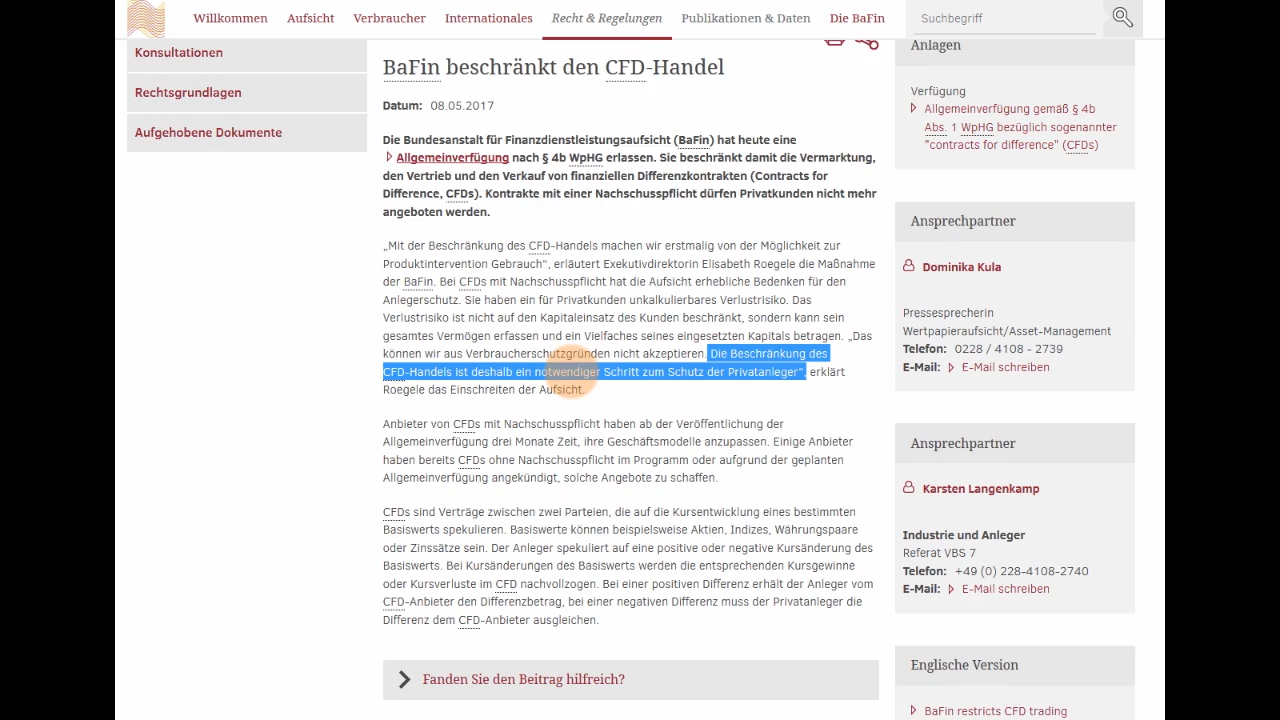 Willkommen Aufsicht Verbraucher Internationales Recht & Regelungen Publikationen & Daten Die BaFin Suchbegriff
Konsultationen
Rechtsgrundlagen
Aufgehobene Dokumente
BaFin beschränkt den CFD-Handel
Datum: 08.05.2017
Die Bundesanstalt für Finanzdienstleistungsaufsicht (BaFin) hat heute eine
Allgemeinverfügung nach § 4b WpHG erlassen. Sie beschränkt damit die Vermarktung,
den Vertrieb und den Verkauf von finanziellen Differenzkontrakten (Contracts for
Difference, CFDs). Kontrakte mit einer Nachschusspflicht dürfen Privatkunden nicht mehr
angeboten werden.
„Mit der Beschränkung des CFD-Handels machen wir erstmalig von der Möglichkeit zur
Produktintervention Gebrauch“, erläutert Exekutivdirektorin Elisabeth Roegele die Maßnahme
der BaFin. Bei CFDs mit Nachschusspflicht hat die Aufsicht erhebliche Bedenken für den
Anlegerschutz. Sie haben ein für Privatkunden unkalkulierbares Verlustrisiko. Das
Verlustrisiko ist nicht auf den Kapitaleinsatz des Kunden beschränkt, sondern kann sein
gesamtes Vermögen erfassen und ein Vielfaches seines eingesetzten Kapitals betragen. „Das
können wir aus Verbraucherschutzgründen nicht akzeptieren. Die Beschränkung des
CFD-Handels ist deshalb ein notwendiger Schritt zum Schutz der Privatanleger“, erklärt
Roegele das Einschreiten der Aufsicht.
Anbieter von CFDs mit Nachschusspflicht haben ab der Veröffentlichung der
Allgemeinverfügung drei Monate Zeit, ihre Geschäftsmodelle anzupassen. Einige Anbieter
haben bereits CFDs ohne Nachschusspflicht im Programm oder aufgrund der geplanten
Allgemeinverfügung angekündigt, solche Angebote zu schaffen.
CFDs sind Verträge zwischen zwei Parteien, die auf die Kursentwicklung eines bestimmten
Basiswerts spekulieren. Basiswerte können beispielsweise Aktien, Indizes, Währungspaare
oder Zinssätze sein. Der Anleger spekuliert auf eine positive oder negative Kursänderung des
Basiswerts. Bei Kursänderungen des Basiswerts werden die entsprechenden Kursgewinne
oder Kursverluste im CFD nachvollzogen. Bei einer positiven Differenz erhält der Anleger vom
CFD-Anbieter den Differenzbetrag, bei einer negativen Differenz muss der Privatanleger die
Differenz dem CFD-Anbieter ausgleichen.
Fanden Sie den Beitrag hilfreich?
Anlagen
Verfügung
Allgemeinverfügung gemäß § 4b
Abs. 1 WpHG bezüglich sogenannter
"contracts for difference" (CFDs)
Ansprechpartner
Dominika Kula
Pressesprecherin
Wertpapieraufsicht/Asset-Management
Telefon: 0228 / 4108 - 2739
E-Mail: E-Mail schreiben
Ansprechpartner
Karsten Langenkamp
Industrie und Anleger
Referat VBS 7
Telefon: +49 (0) 228-4108-2740
E-Mail: E-Mail schreiben
Englische Version
BaFin restricts CFD trading